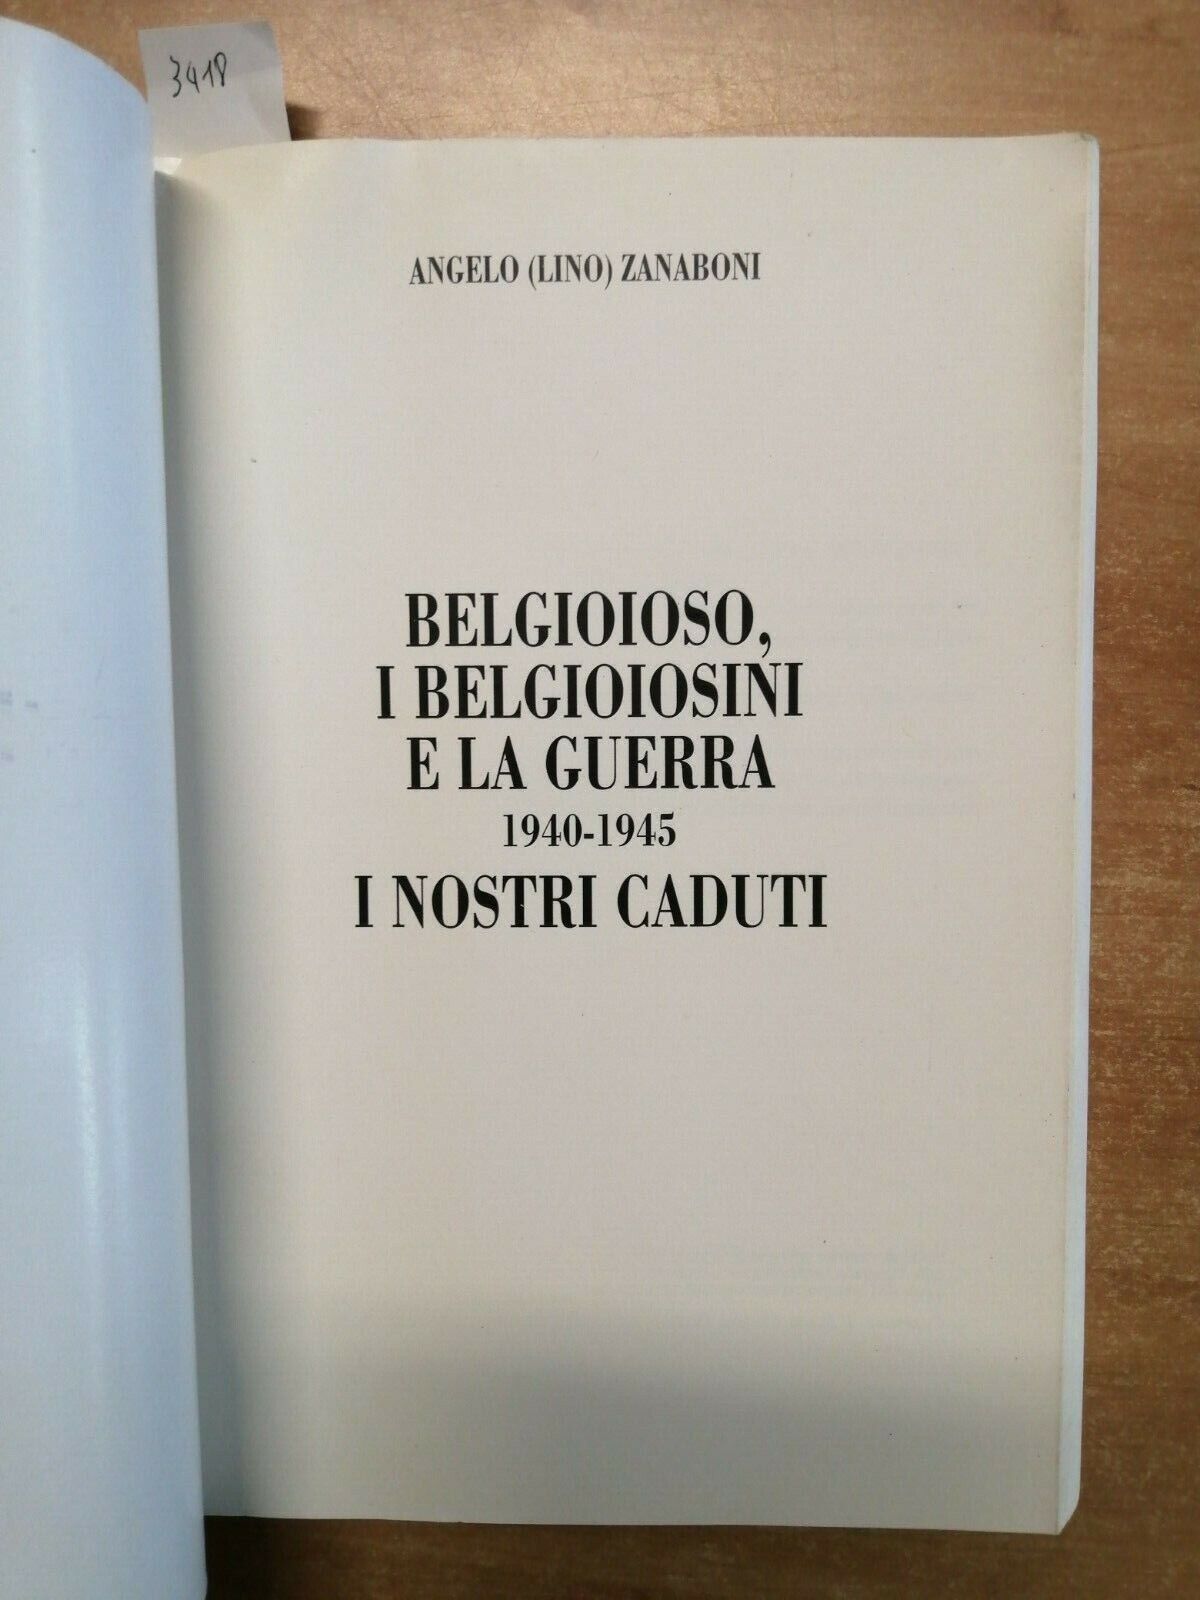 3418
ANGELO (LINO) ZANABONI
BELGIOIOSO,
I BELGIOIOSINI
E LA GUERRA
1940-1945
I NOSTRI CADUTI